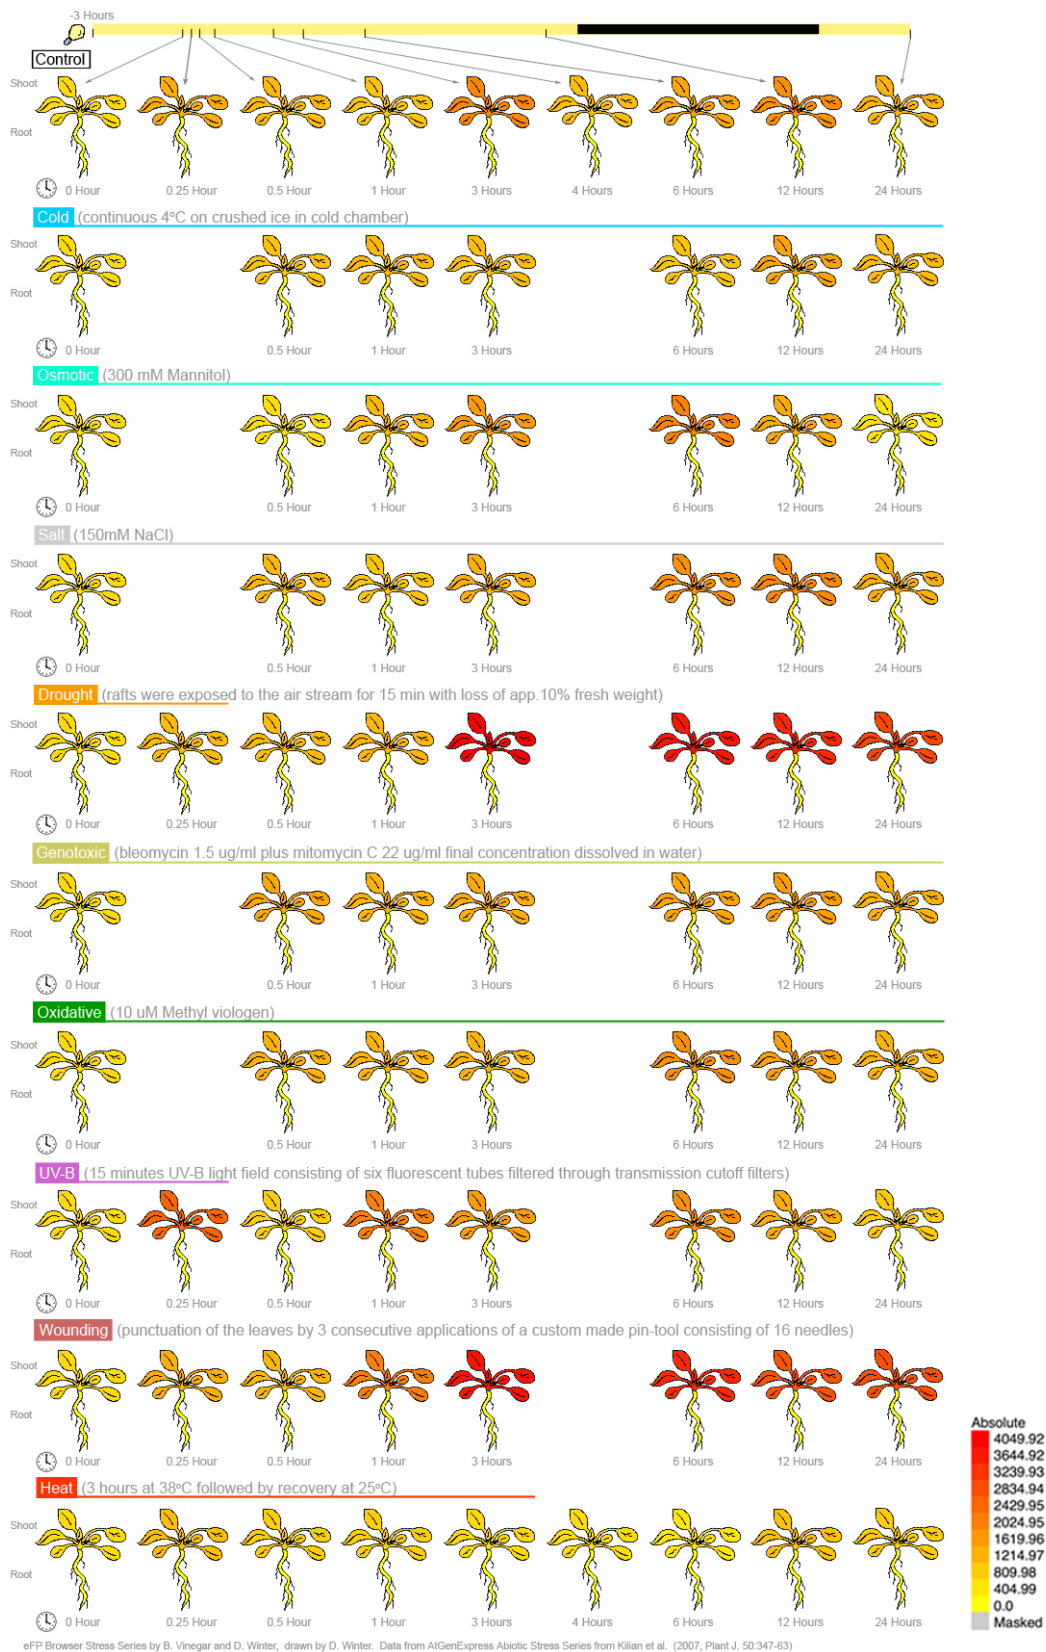 -3 Hours
Control
Shoot
Root
0 Hour 0.25 Hour 0.5 Hour 1 Hour 3 Hours 4 Hours 6 Hours 12 Hours 24 Hours
Cold (continuous 4ºC on crushed ice in cold chamber)
Shoot
Root
0 Hour 0.5 Hour 1 Hour 3 Hours 6 Hours 12 Hours 24 Hours
Osmotic (300 mM Mannitol)
Shoot
Root
0 Hour 0.5 Hour 1 Hour 3 Hours 6 Hours 12 Hours 24 Hours
Salt (150mM NaCl)
Shoot
Root
0 Hour 0.5 Hour 1 Hour 3 Hours 6 Hours 12 Hours 24 Hours
Drought (rafts were exposed to the air stream for 15 min with loss of app.10% fresh weight)
Shoot
Root
0 Hour 0.25 Hour 0.5 Hour 1 Hour 3 Hours 6 Hours 12 Hours 24 Hours
Genotoxic (bleomycin 1.5 ug/ml plus mitomycin C 22 ug/ml final concentration dissolved in water)
Shoot
Root
0 Hour 0.5 Hour 1 Hour 3 Hours 6 Hours 12 Hours 24 Hours
Oxidative (10 uM Methyl viologen)
Shoot
Root
0 Hour 0.5 Hour 1 Hour 3 Hours 6 Hours 12 Hours 24 Hours
UV-B (15 minutes UV-B light field consisting of six fluorescent tubes filtered through transmission cutoff filters)
Shoot
Root
0 Hour 0.25 Hour 0.5 Hour 1 Hour 3 Hours 6 Hours 12 Hours 24 Hours
Wounding (punctuation of the leaves by 3 consecutive applications of a custom made pin-tool consisting of 16 needles)
Shoot
Root
0 Hour 0.25 Hour 0.5 Hour 1 Hour 3 Hours 6 Hours 12 Hours 24 Hours
Heat (3 hours at 38ºC followed by recovery at 25ºC)
Shoot
Root
0 Hour 0.25 Hour 0.5 Hour 1 Hour 3 Hours 4 Hours 6 Hours 12 Hours 24 Hours
Absolute
4049.92
3644.92
3239.93
2834.94
2429.95
2024.95
1619.96
1214.97
809.98
404.99
0.0
Masked
eFP Browser Stress Series by B. Vinegar and D. Winter, drawn by D. Winter. Data from AtGenExpress Abiotic Stress Series from Kilian et al. (2007, Plant J. 50:347-63)